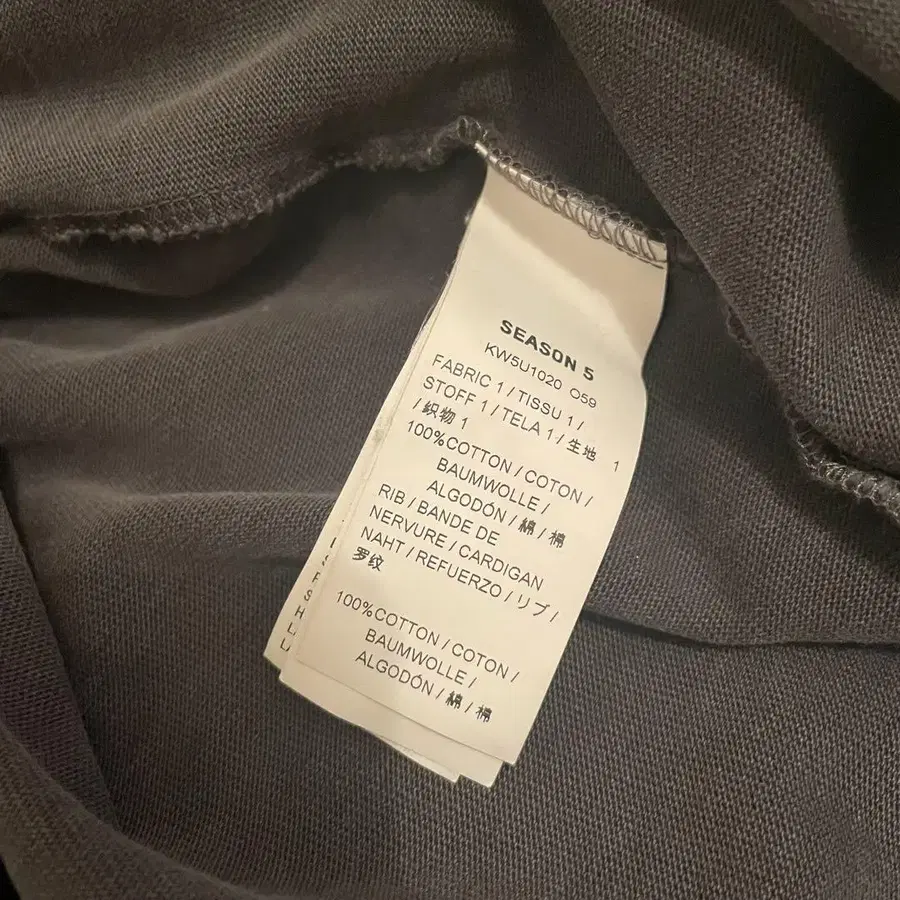 SEASON 5
KW5U1020 O59
FABRIC 1 / TISSU 1 /
STOFF 1 / TELA 1 / 生地 1
/ 織物 1
100%COTTON / COTON /
BAUMWOLLE /
ALGODÓN / 綿 / 棉
RIB / BANDE DE
NERVURE / CARDIGAN
NAHT / REFUERZO / リブ /
罗纹
100%COTTON / COTON /
BAUMWOLLE /
ALGODÓN / 綿 / 棉